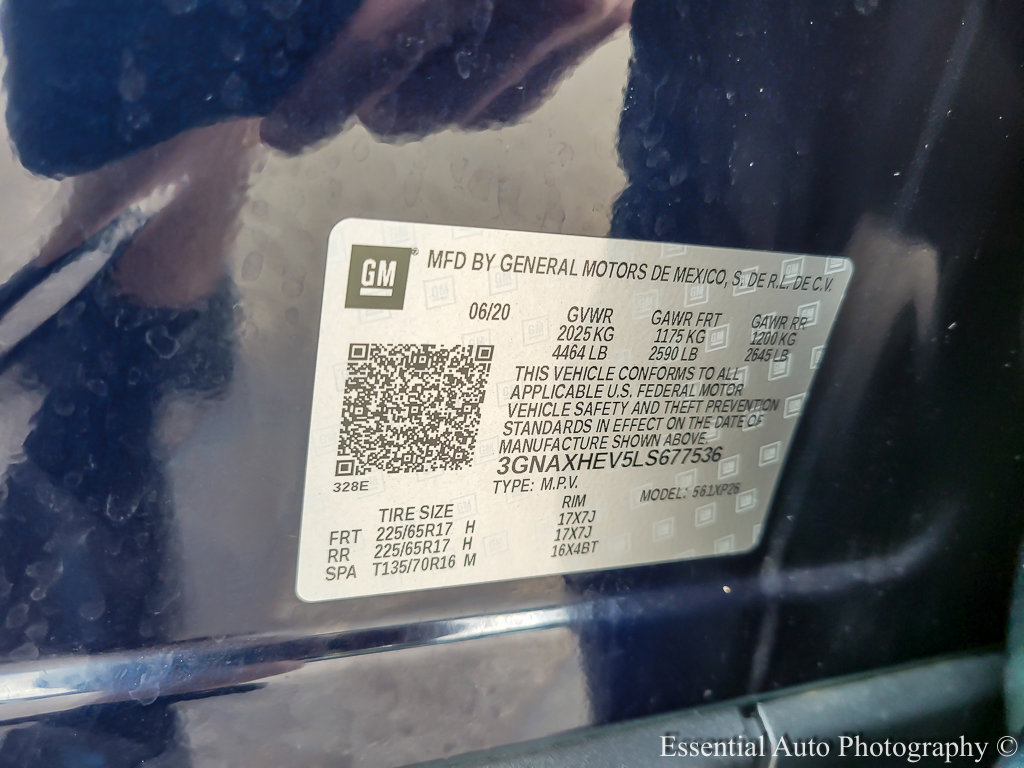 GM®
MFD BY GENERAL MOTORS DE MEXICO, S. DE R.L. DE C.V.
06/20 GVWR GAWR FRT GAWR RR
2025 KG 1175 KG 1200 KG
4464 LB 2590 LB 2645 LB
THIS VEHICLE CONFORMS TO ALL
APPLICABLE U.S. FEDERAL MOTOR
VEHICLE SAFETY AND THEFT PREVENTION
STANDARDS IN EFFECT ON THE DATE OF
MANUFACTURE SHOWN ABOVE.
3GNAXHEV5LS677536
328E
TYPE: M.P.V. MODEL: 561XP26
TIRE SIZE RIM
FRT 225/65R17 H 17X7J
RR 225/65R17 H 17X7J
SPA T135/70R16 M 16X4BT
Essential Auto Photography ©